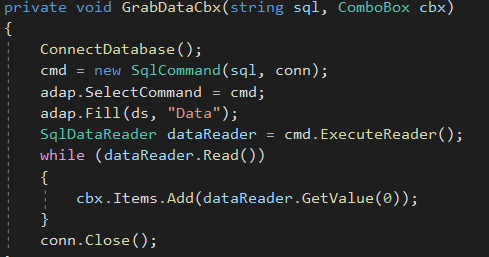 private void GrabDataCbx(string sql, ComboBox cbx)
{
    ConnectDatabase();
    cmd = new SqlCommand(sql, conn);
    adap.SelectCommand = cmd;
    adap.Fill(ds, "Data");
    SqlDataReader dataReader = cmd.ExecuteReader();
    while (dataReader.Read())
    {
        cbx.Items.Add(dataReader.GetValue(0));
    }
    conn.Close();